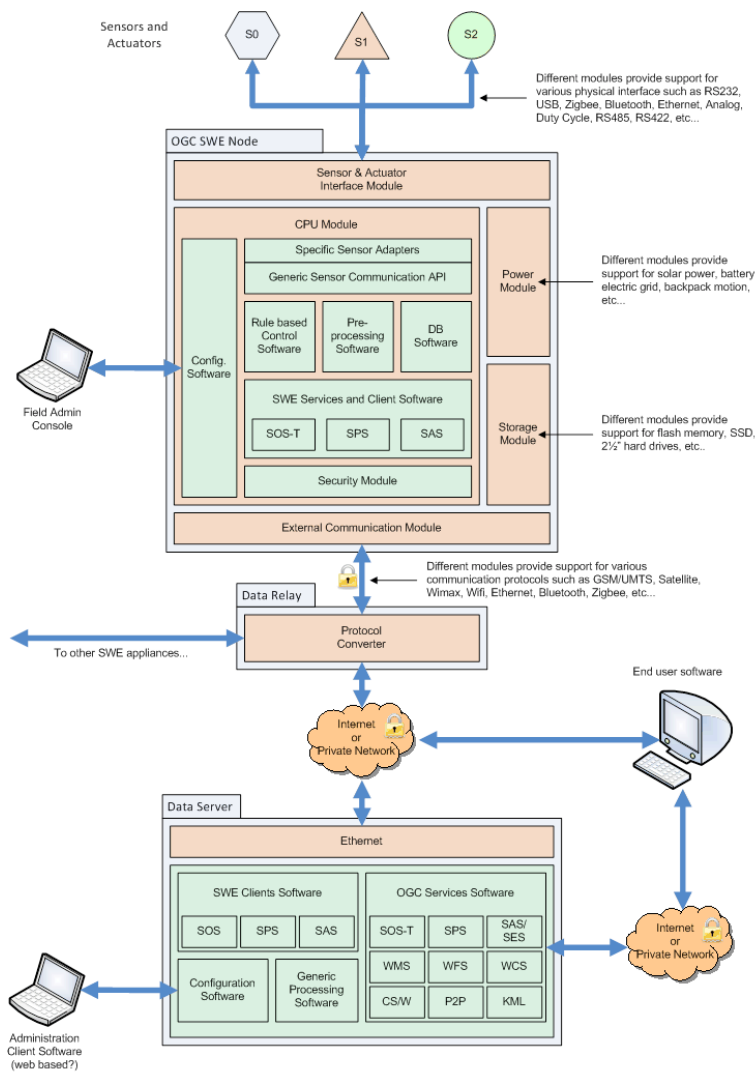 Sensors and
Actuators
S0
S1
S2
Different modules provide support for
various physical interface such as RS232,
USB, Zigbee, Bluetooth, Ethernet, Analog,
Duty Cycle, RS485, RS422, etc...
OGC SWE Node
Sensor & Actuator
Interface Module
CPU Module
Config.
Software
Specific Sensor Adapters
Generic Sensor Communication API
Rule based
Control
Software
Pre-
processing
Software
DB
Software
SWE Services and Client Software
SOS-T
SPS
SAS
Security Module
Power
Module
Different modules provide
support for solar power, battery
electric grid, backpack motion,
etc...
Storage
Module
Different modules provide
support for flash memory, SSD,
2½" hard drives, etc..
Field Admin
Console
External Communication Module
Different modules provide support for various
communication protocols such as GSM/UMTS, Satellite,
Wimax, Wifi, Ethernet, Bluetooth, Zigbee, etc...
Data Relay
Protocol
Converter
To other SWE appliances...
Internet
or
Private Network
End user software
Data Server
Ethernet
SWE Clients Software
SOS
SPS
SAS
Configuration
Software
Generic
Processing
Software
OGC Services Software
SOS-T
SPS
SAS/
SES
WMS
WFS
WCS
CS/W
P2P
KML
Internet
or
Private Network
Administration
Client Software
(web based?)